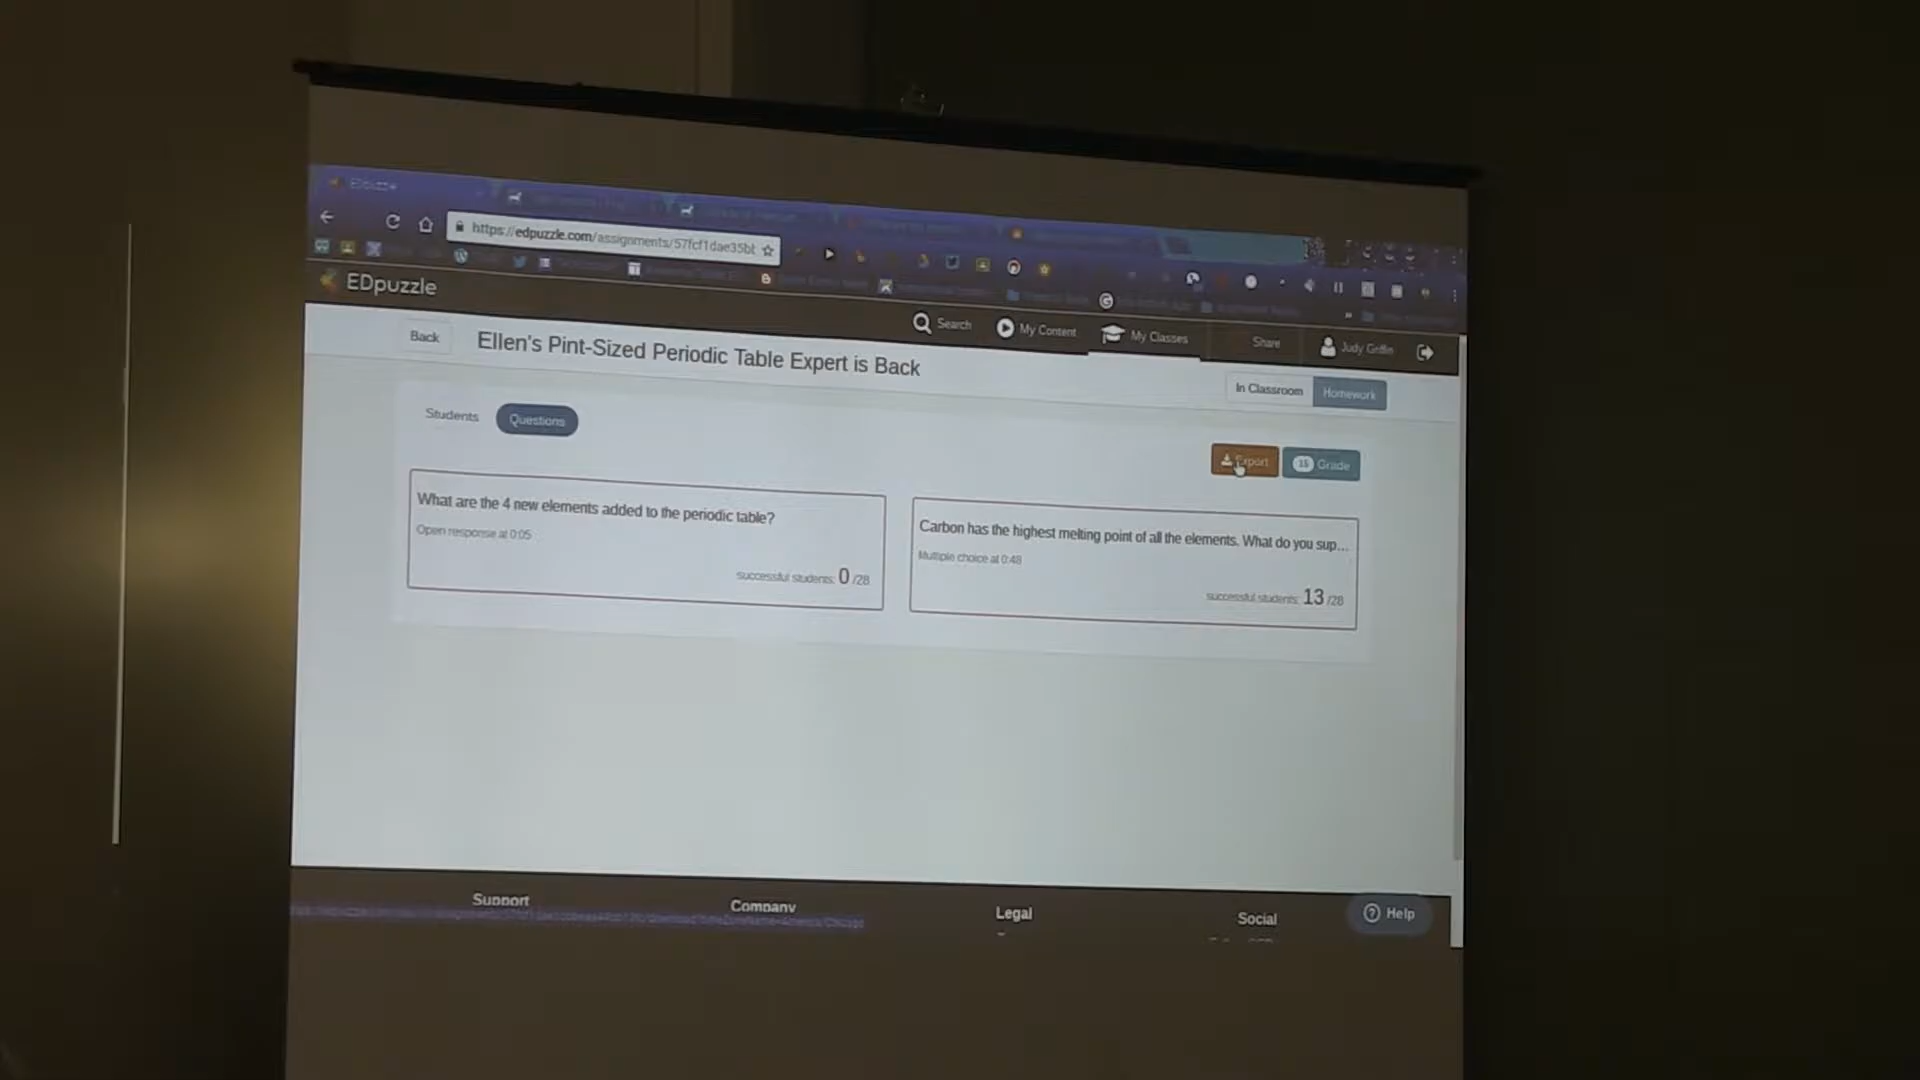 EDpuzzle
https://edpuzzle.com/assignments/57fcf1dae35bb
EDpuzzle
Search
My Content
My Classes
Share
Judy Griffin
Back
Ellen's Pint-Sized Periodic Table Expert is Back
In Classroom
Homework
Students
Questions
Export
15 Grade
What are the 4 new elements added to the periodic table?
Open response at 0:05
successful students: 0 /28
Carbon has the highest melting point of all the elements. What do you sup...
Multiple choice at 0:48
successful students: 13 /28
Support
Company
Legal
Social
Help